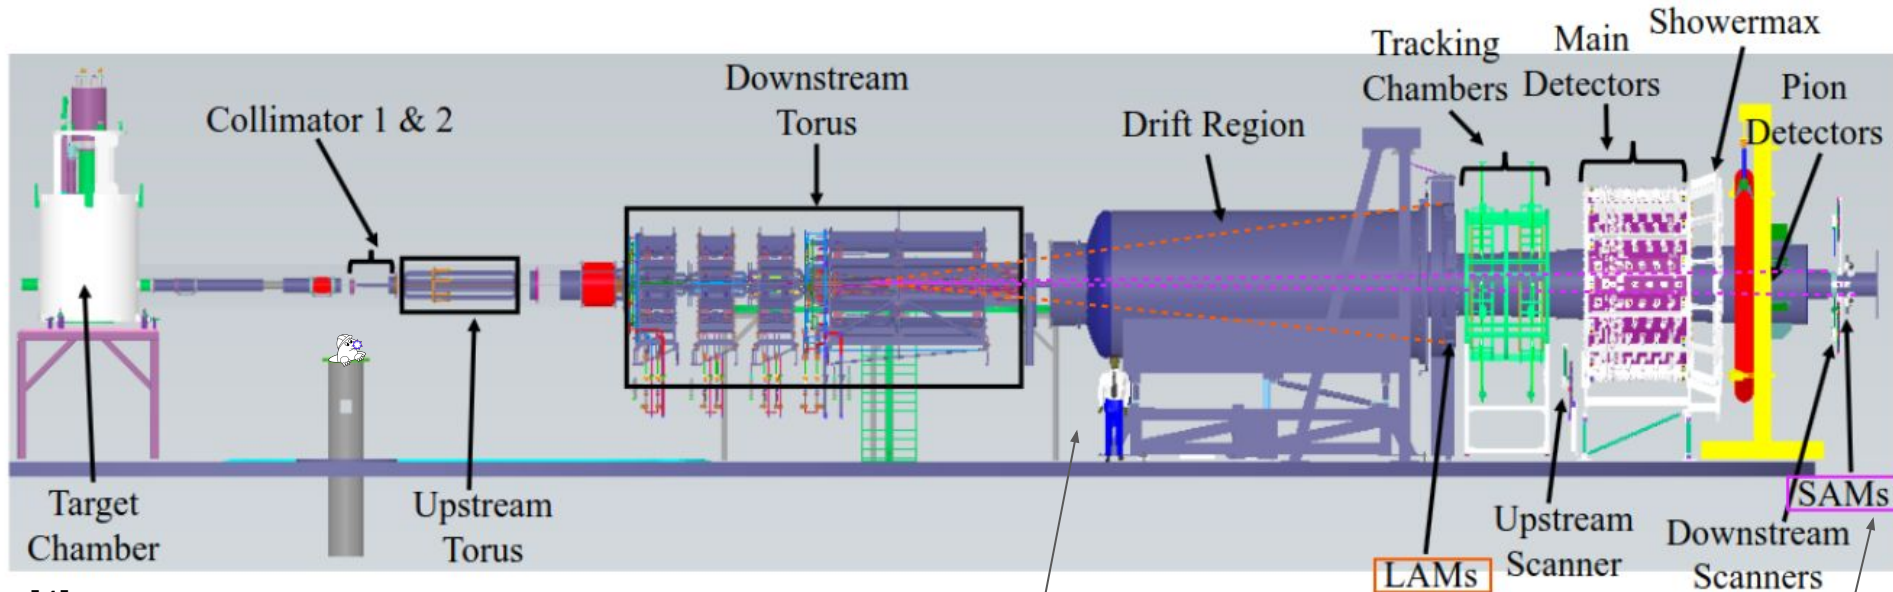 Showermax
Tracking
Chambers
Main
Detectors
Downstream
Torus
Pion
Detectors
Collimator 1 & 2
Drift Region
Target
Chamber
Upstream
Torus
SAMs
Upstream
Scanner
Downstream
Scanners
LAMs